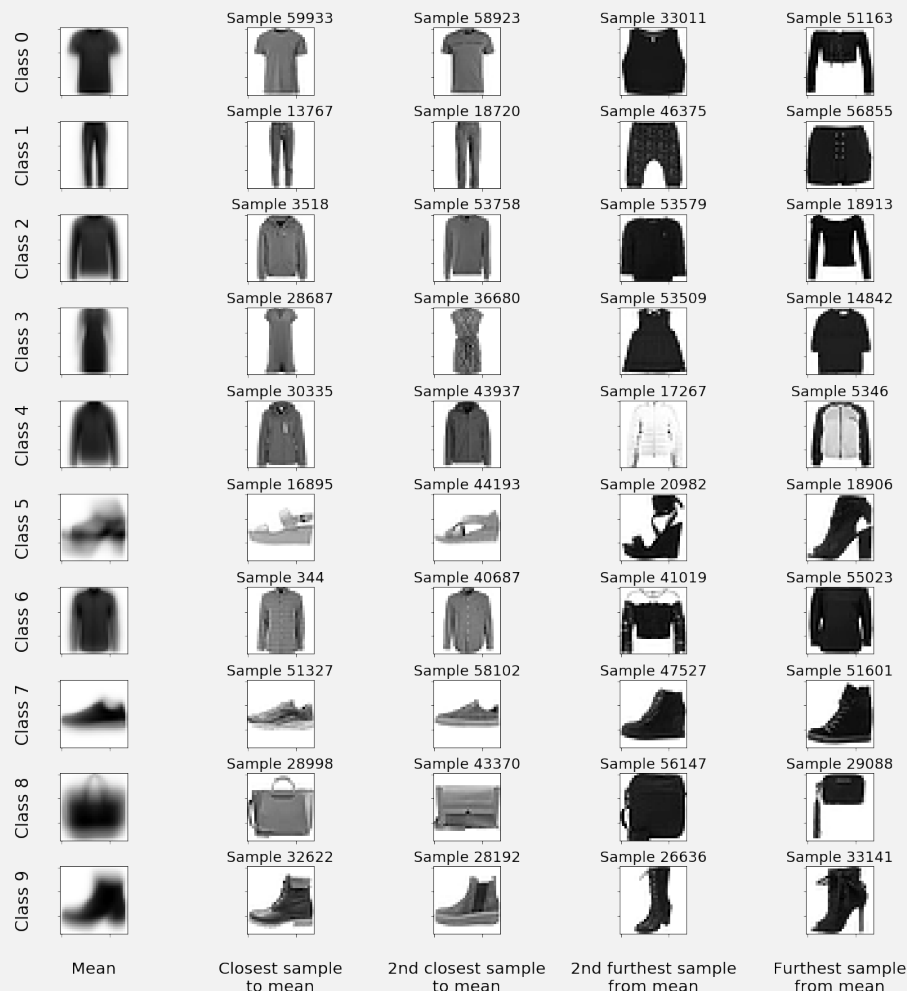 Sample 59933 Sample 58923 Sample 33011 Sample 51163
Class 0
Sample 13767 Sample 18720 Sample 46375 Sample 56855
Class 1
Sample 3518 Sample 53758 Sample 53579 Sample 18913
Class 2
Sample 28687 Sample 36680 Sample 53509 Sample 14842
Class 3
Sample 30335 Sample 43937 Sample 17267 Sample 5346
Class 4
Sample 16895 Sample 44193 Sample 20982 Sample 18906
Class 5
Sample 344 Sample 40687 Sample 41019 Sample 55023
Class 6
Sample 51327 Sample 58102 Sample 47527 Sample 51601
Class 7
Sample 28998 Sample 43370 Sample 56147 Sample 29088
Class 8
Sample 32622 Sample 28192 Sample 26636 Sample 33141
Class 9
Mean Closest sample 2nd closest sample 2nd furthest sample Furthest sample
to mean to mean from mean from mean